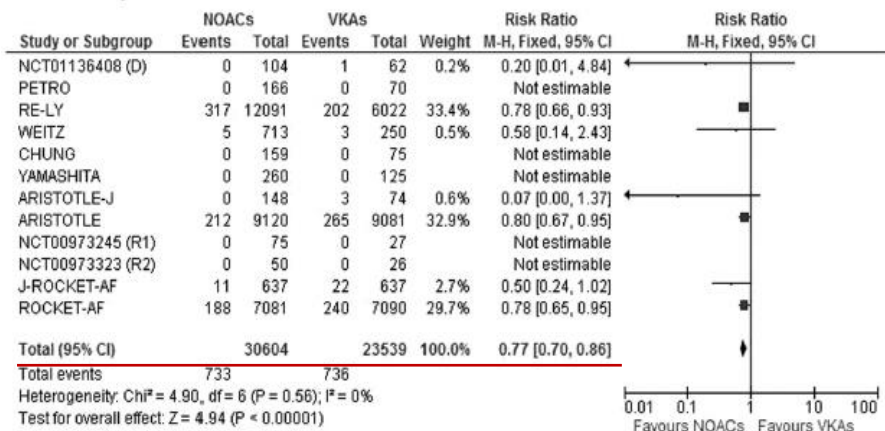 NOACs VKAs Risk Ratio Risk Ratio
Study or Subgroup Events Total Events Total Weight M-H, Fixed, 95% CI M-H, Fixed, 95% CI
NCT01136408 (D) 0 104 1 62 0.2% 0.20 [0.01, 4.84]
PETRO 0 166 0 70 Not estimable
RE-LY 317 12091 202 6022 33.4% 0.78 [0.66, 0.93]
WEITZ 5 713 3 250 0.5% 0.58 [0.14, 2.43]
CHUNG 0 159 0 75 Not estimable
YAMASHITA 0 260 0 125 Not estimable
ARISTOTLE-J 0 148 3 74 0.6% 0.07 [0.00, 1.37]
ARISTOTLE 212 9120 265 9081 32.9% 0.80 [0.67, 0.95]
NCT00973245 (R1) 0 75 0 27 Not estimable
NCT00973323 (R2) 0 50 0 26 Not estimable
J-ROCKET-AF 11 637 22 637 2.7% 0.50 [0.24, 1.02]
ROCKET-AF 188 7081 240 7090 29.7% 0.78 [0.65, 0.95]
Total (95% CI) 30604 23539 100.0% 0.77 [0.70, 0.86]
Total events 733 736
Heterogeneity: Chi² = 4.90, df = 6 (P = 0.56); I² = 0%
Test for overall effect: Z = 4.94 (P < 0.00001)
0.01 0.1 1 10 100
Favours NOACs Favours VKAs